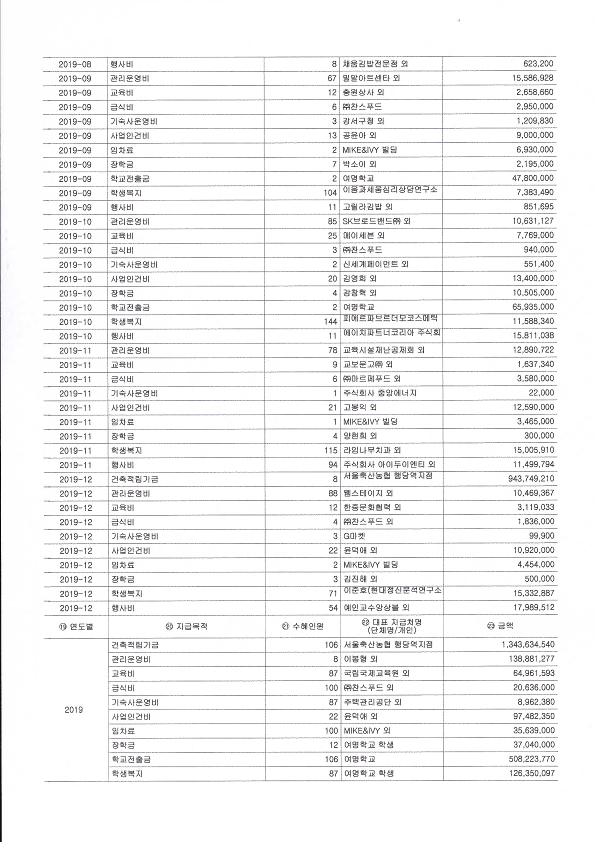 2019-08 행사비 8 채움김밥전문점 외 623,200
2019-09 관리운영비 67 밀알아트센타 외 15,586,928
2019-09 교육비 12 충원상사 외 2,658,660
2019-09 급식비 6 ㈜찬스푸드 2,950,000
2019-09 기숙사운영비 3 강서구청 외 1,209,830
2019-09 사업인건비 13 공윤아 외 9,000,000
2019-09 임차료 2 MIKE&IVY 빌딩 6,930,000
2019-09 장학금 7 박소이 외 2,195,000
2019-09 학교전출금 2 여명학교 47,800,000
2019-09 학생복지 104 이음과세움심리상담연구소 7,383,490
2019-09 행사비 11 고릴라김밥 외 851,695
2019-10 관리운영비 85 SK브로드밴드㈜ 외 10,631,127
2019-10 교육비 25 메이세븐 외 7,769,000
2019-10 급식비 3 ㈜찬스푸드 940,000
2019-10 기숙사운영비 2 신세계페이먼트 외 551,400
2019-10 사업인건비 20 김영희 외 13,400,000
2019-10 장학금 4 강참혁 외 10,505,000
2019-10 학교전출금 2 여명학교 65,935,000
2019-10 학생복지 144 피에르파브르더모코스메틱 11,588,340
2019-10 행사비 11 에이치파트너코리아 주식회 15,811,038
2019-11 관리운영비 78 교육시설재난공제회 외 12,890,722
2019-11 교육비 9 교보문고㈜ 외 1,637,340
2019-11 급식비 6 ㈜마르페푸드 외 3,580,000
2019-11 기숙사운영비 1 주식회사 중앙에너지 22,000
2019-11 사업인건비 21 고봉익 외 12,590,000
2019-11 임차료 1 MIKE&IVY 빌딩 3,465,000
2019-11 장학금 4 양현희 외 300,000
2019-11 학생복지 115 라임나무치과 외 15,005,910
2019-11 행사비 94 주식회사 아이두이엔티 외 11,499,794
2019-12 건축적립기금 8 서울축산농협 행당역지점 943,749,210
2019-12 관리운영비 88 웹스테이지 외 10,469,367
2019-12 교육비 12 한중문화협력 외 3,119,033
2019-12 급식비 4 ㈜찬스푸드 외 1,836,000
2019-12 기숙사운영비 3 G마켓 99,900
2019-12 사업인건비 22 윤덕애 외 10,920,000
2019-12 임차료 2 MIKE&IVY 빌딩 4,454,000
2019-12 장학금 3 김진해 외 500,000
2019-12 학생복지 71 이준호(현대정신분석연구소 15,332,887
2019-12 행사비 54 예인교수앙상블 외 17,989,512
⑲ 연도별 ⑳ 지급목적 ㉑ 수혜인원 ㉒ 대표 지급처명 (단체명/개인) ㉓ 금액
건축적립기금 106 서울축산농협 행당역지점 1,343,634,540
관리운영비 8 이봉형 외 138,881,277
교육비 87 국립국제교육원 외 64,961,593
급식비 100 ㈜찬스푸드 외 20,636,000
기숙사운영비 87 주택관리공단 외 8,962,380
2019 사업인건비 22 윤덕애 외 97,482,350
임차료 100 MIKE&IVY 외 35,639,000
장학금 12 여명학교 학생 37,040,000
학교전출금 106 여명학교 508,223,770
학생복지 87 여명학교 학생 126,350,097